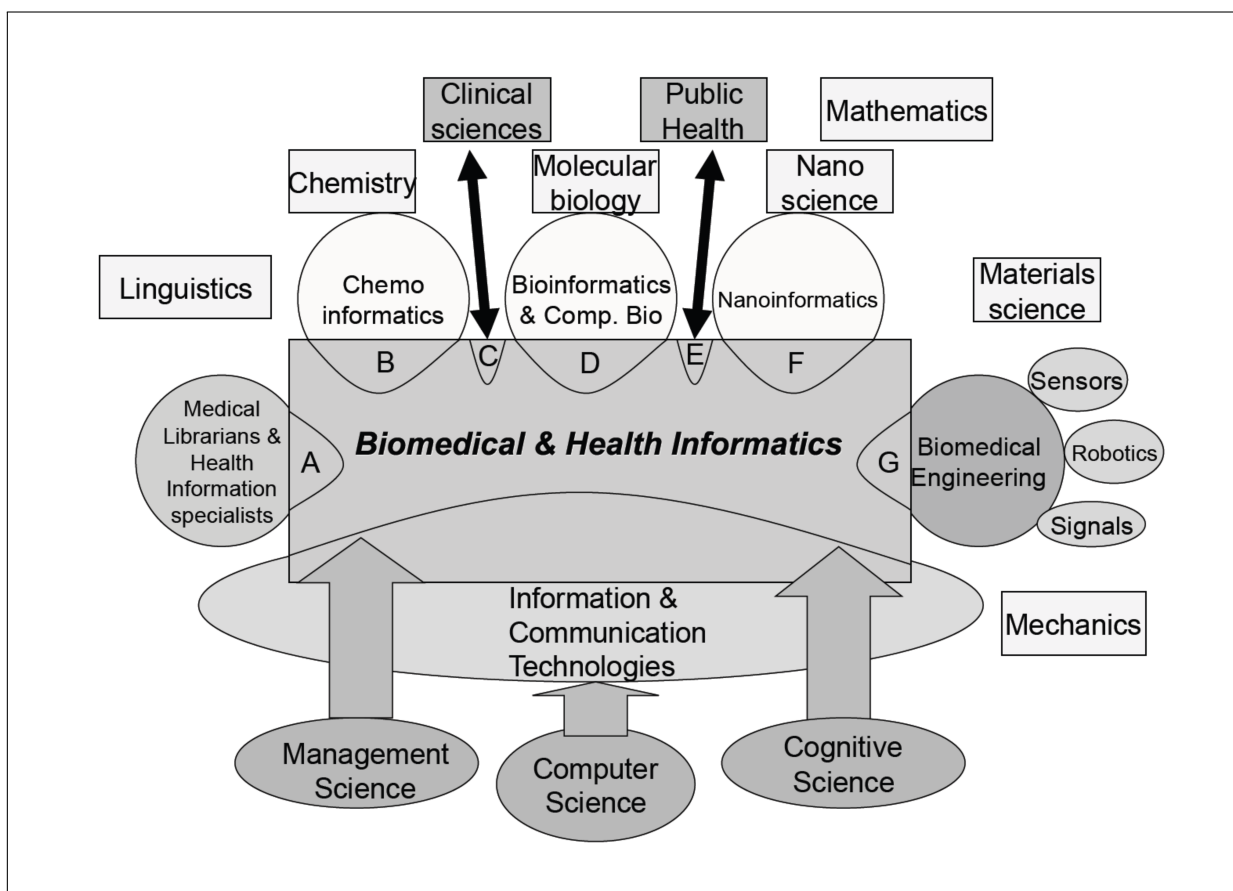 Clinical
sciences
Public
Health
Mathematics
Chemistry
Molecular
biology
Nano
science
Linguistics
Chemo
informatics
Bioinformatics
& Comp. Bio
Nanoinformatics
Materials
science
B
C
D
E
F
Sensors
Medical
Librarians &
Health
Information
specialists
A
Biomedical & Health Informatics
G
Biomedical
Engineering
Robotics
Signals
Information &
Communication
Technologies
Mechanics
Management
Science
Computer
Science
Cognitive
Science